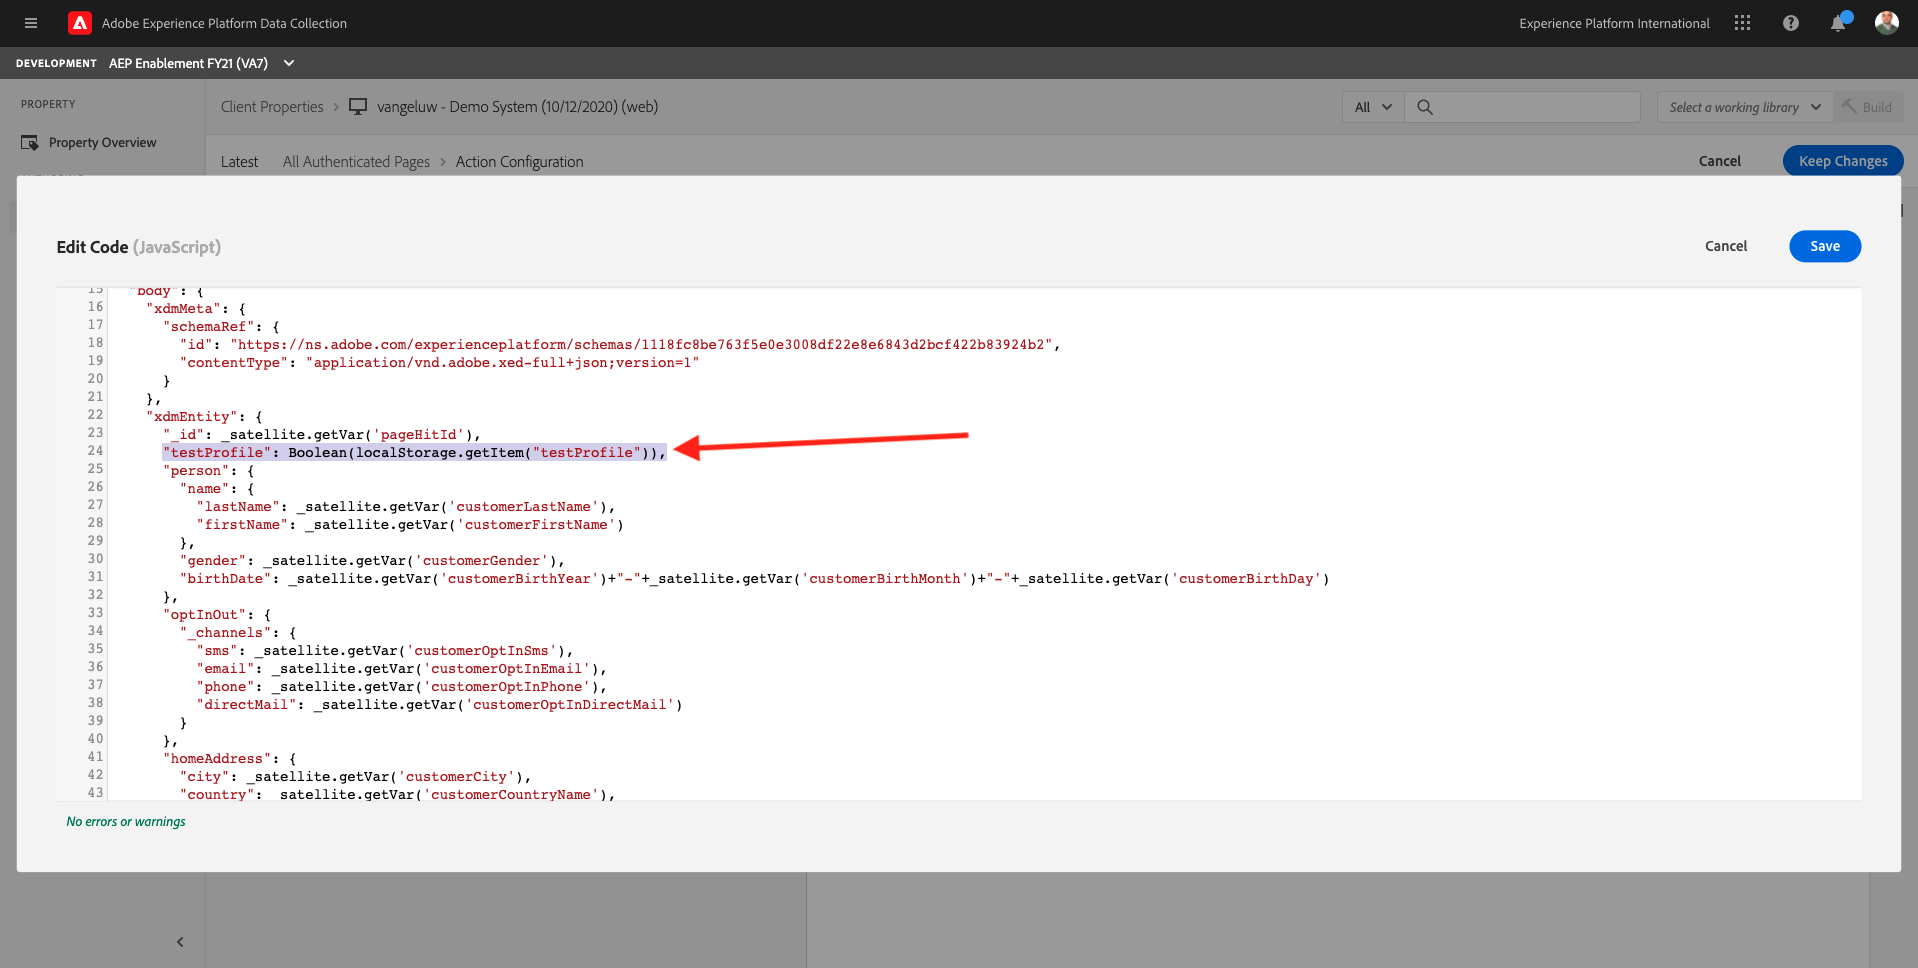 Adobe Experience Platform Data Collection
Experience Platform International
DEVELOPMENT AEP Enablement FY21 (VA7)
PROPERTY
Property Overview
Client Properties > vangeluw - Demo System (10/12/2020) (web)
All
Select a working library
Build
Latest All Authenticated Pages > Action Configuration
Cancel
Keep Changes
Edit Code (JavaScript)
Cancel
Save
15 "body": {
16 "xdmMeta": {
17 "schemaRef": {
18 "id": "https://ns.adobe.com/experienceplatform/schemas/1118fc8be763f5e0e3008df22e8e6843d2bcf422b83924b2",
19 "contentType": "application/vnd.adobe.xed-full+json;version=1"
20 }
21 },
22 "xdmEntity": {
23 "_id": _satellite.getVar('pageHitId'),
24 "testProfile": Boolean(localStorage.getItem("testProfile")),
25 "person": {
26 "name": {
27 "lastName": _satellite.getVar('customerLastName'),
28 "firstName": _satellite.getVar('customerFirstName')
29 },
30 "gender": _satellite.getVar('customerGender'),
31 "birthDate": _satellite.getVar('customerBirthYear')+"-"+_satellite.getVar('customerBirthMonth')+"-"+_satellite.getVar('customerBirthDay')
32 },
33 "optInOut": {
34 "_channels": {
35 "sms": _satellite.getVar('customerOptInSms'),
36 "email": _satellite.getVar('customerOptInEmail'),
37 "phone": _satellite.getVar('customerOptInPhone'),
38 "directMail": _satellite.getVar('customerOptInDirectMail')
39 }
40 },
41 "homeAddress": {
42 "city": _satellite.getVar('customerCity'),
43 "country": _satellite.getVar('customerCountryName'),
No errors or warnings